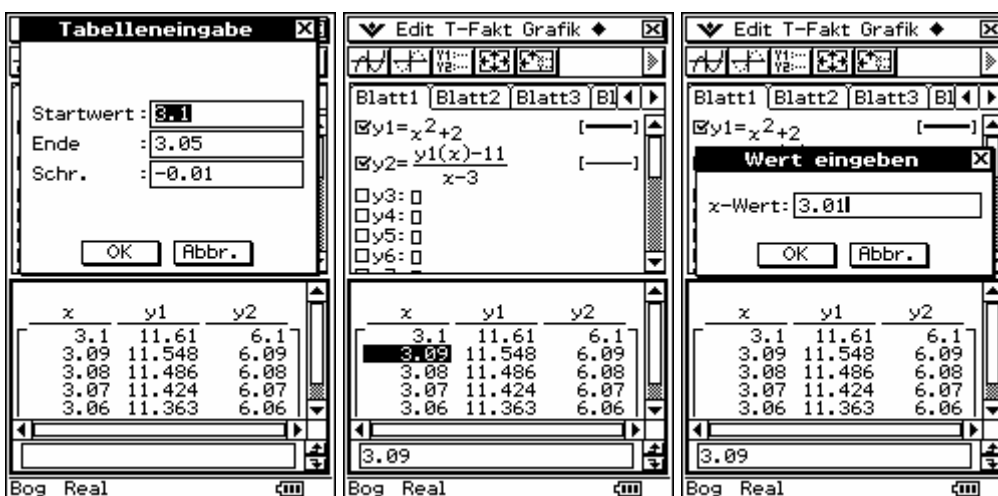 Tabelleneingabe
Startwert: 3.1
Ende : 3.05
Schr. : -0.01
OK Abbr.
x y1 y2
3.1 11.61 6.1
3.09 11.548 6.09
3.08 11.486 6.08
3.07 11.424 6.07
3.06 11.363 6.06
Bog Real
Edit T-Fakt Grafik
Blatt1 Blatt2 Blatt3 Bl
y1=x²+2 [—]
y2=y1(x)-11 [—]
x-3
y3:
y4:
y5:
y6:
x y1 y2
3.1 11.61 6.1
3.09 11.548 6.09
3.08 11.486 6.08
3.07 11.424 6.07
3.06 11.363 6.06
3.09
Bog Real
Edit T-Fakt Grafik
Blatt1 Blatt2 Blatt3 Bl
y1=x²+2 [—]
Wert eingeben
x-Wert: 3.01
OK Abbr.
x y1 y2
3.1 11.61 6.1
3.09 11.548 6.09
3.08 11.486 6.08
3.07 11.424 6.07
3.06 11.363 6.06
3.09
Bog Real